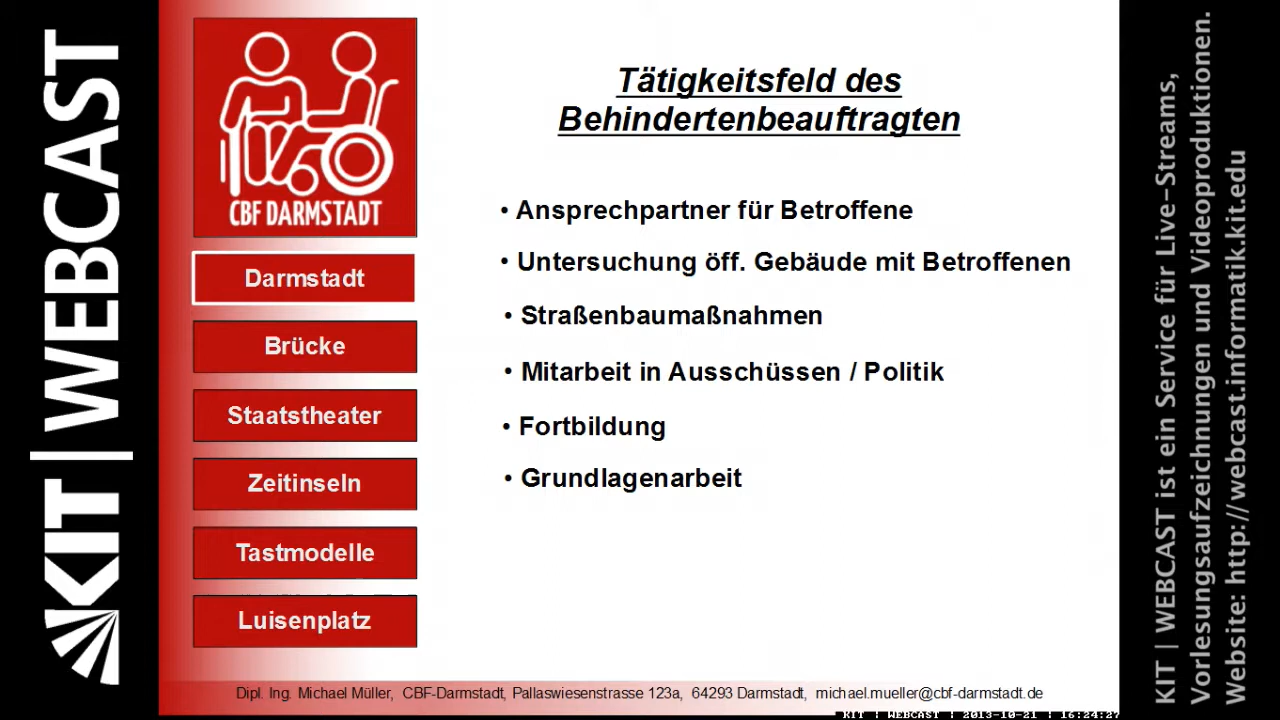 KIT | WEBCAST
CBF DARMSTADT
Darmstadt
Brücke
Staatstheater
Zeitinseln
Tastmodelle
Luisenplatz
Tätigkeitsfeld des
Behindertenbeauftragten
• Ansprechpartner für Betroffene
• Untersuchung öff. Gebäude mit Betroffenen
• Straßenbaumaßnahmen
• Mitarbeit in Ausschüssen / Politik
• Fortbildung
• Grundlagenarbeit
Dipl. Ing. Michael Müller, CBF-Darmstadt, Pallaswiesenstrasse 123a, 64293 Darmstadt, michael.mueller@cbf-darmstadt.de
KIT | WEBCAST | 2013-10-21 | 16:24:27
KIT | WEBCAST ist ein Service für Live-Streams,
Vorlesungsaufzeichnungen und Videoproduktionen.
Website: http://webcast.informatik.kit.edu